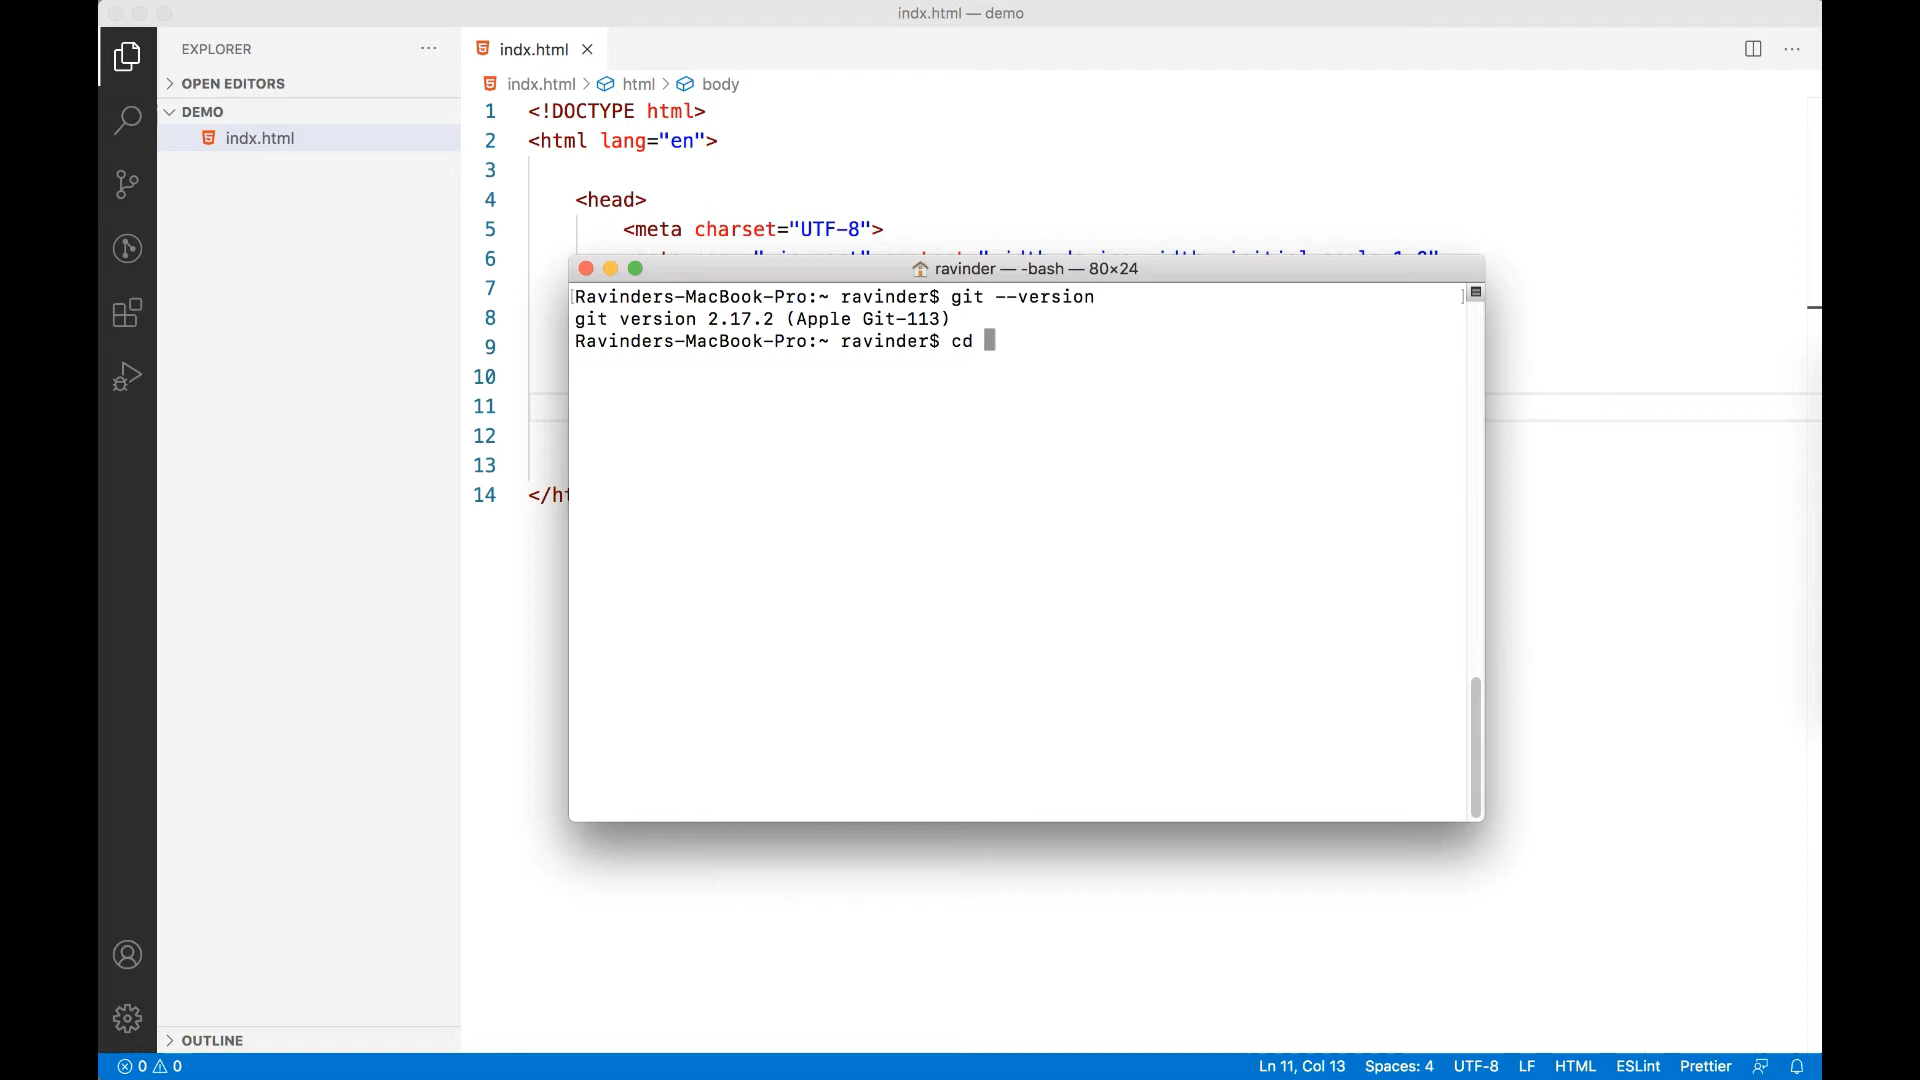 indx.html — demo
EXPLORER
OPEN EDITORS
DEMO
indx.html
OUTLINE
indx.html
indx.html html body
1 <!DOCTYPE html>
2 <html lang="en">
3
4 <head>
5 <meta charset="UTF-8">
6
7
8
9
10
11
12
13
14 </ht
ravinder — -bash — 80×24
Ravinders-MacBook-Pro:~ ravinder$ git --version
git version 2.17.2 (Apple Git-113)
Ravinders-MacBook-Pro:~ ravinder$ cd
0 0
Ln 11, Col 13 Spaces: 4 UTF-8 LF HTML ESLint Prettier